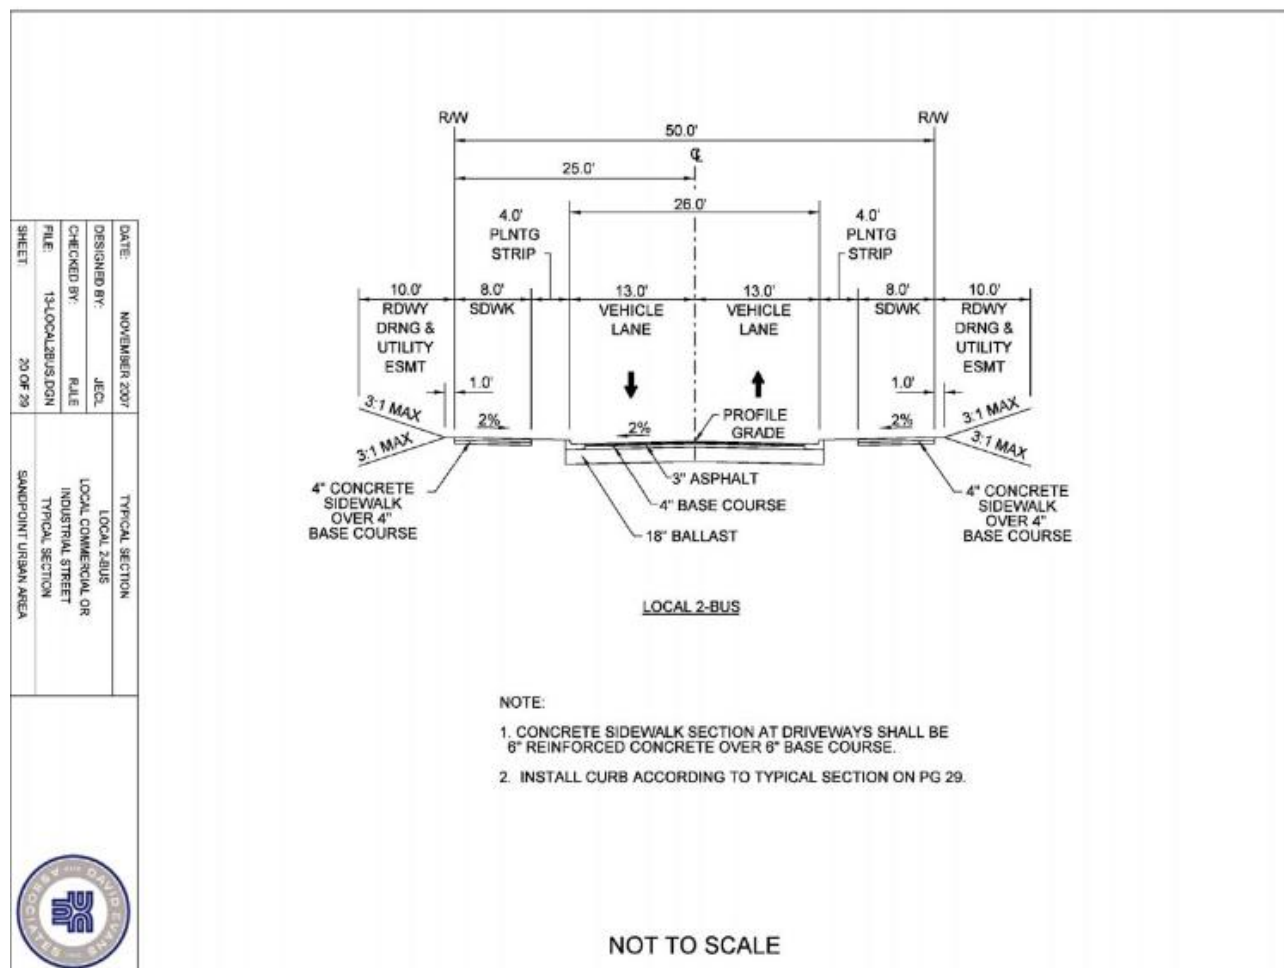 R/W
R/W
50.0'
℄
25.0'
26.0'
4.0'
PLNTG
STRIP
4.0'
PLNTG
STRIP
10.0'
RDWY
DRNG &
UTILITY
ESMT
8.0'
SDWK
13.0'
VEHICLE
LANE
13.0'
VEHICLE
LANE
8.0'
SDWK
10.0'
RDWY
DRNG &
UTILITY
ESMT
1.0'
1.0'
3:1 MAX
3:1 MAX
2%
2%
PROFILE
GRADE
2%
3:1 MAX
3:1 MAX
3" ASPHALT
4" BASE COURSE
18" BALLAST
4" CONCRETE
SIDEWALK
OVER 4"
BASE COURSE
4" CONCRETE
SIDEWALK
OVER 4"
BASE COURSE
LOCAL 2-BUS
NOTE:
1. CONCRETE SIDEWALK SECTION AT DRIVEWAYS SHALL BE
6" REINFORCED CONCRETE OVER 6" BASE COURSE.
2. INSTALL CURB ACCORDING TO TYPICAL SECTION ON PG 29.
NOT TO SCALE
DATE: NOVEMBER 2007
DESIGNED BY: JECL
CHECKED BY: RJLE
FILE: 13-LOCAL2BUS.DGN
SHEET: 20 OF 29
TYPICAL SECTION
LOCAL 2-BUS
LOCAL COMMERCIAL OR
INDUSTRIAL STREET
TYPICAL SECTION
SANDPOINT URBAN AREA
DAVID EVANS
AND
ASSOCIATES